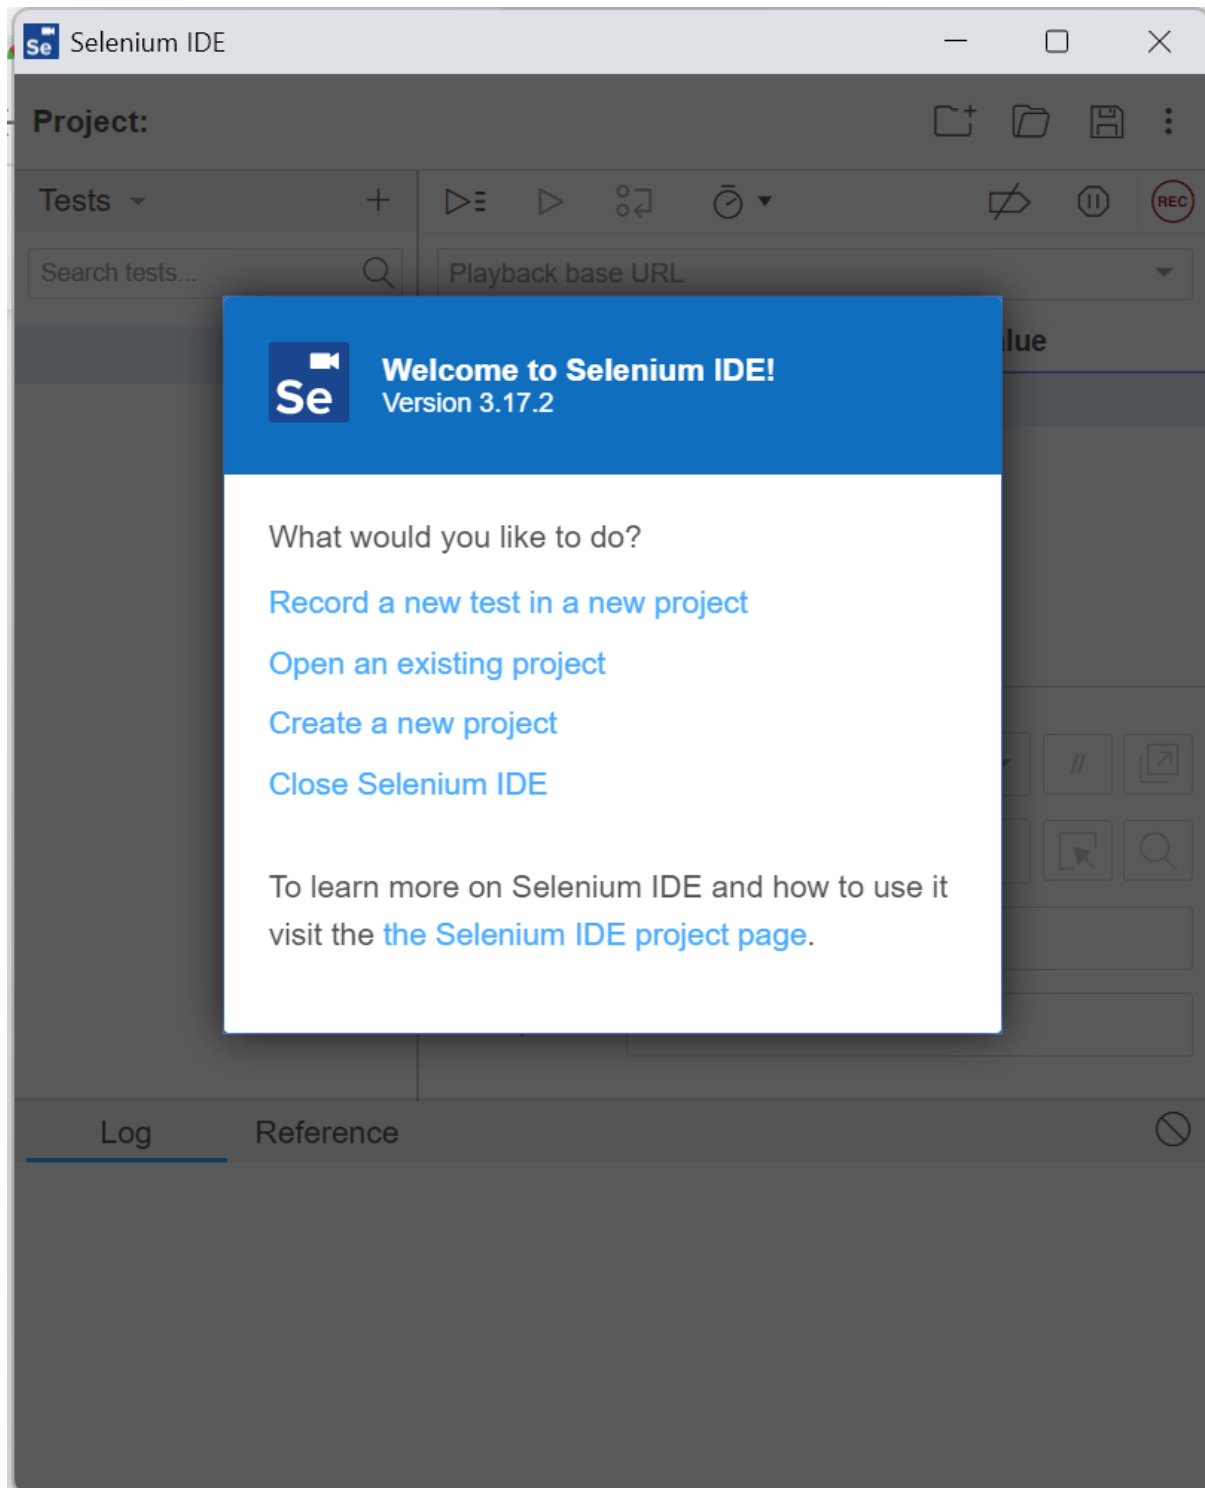 Se Selenium IDE
Project:
Tests
REC
Search tests...
Playback base URL
Se
Welcome to Selenium IDE!
Version 3.17.2
What would you like to do?
Record a new test in a new project
Open an existing project
Create a new project
Close Selenium IDE
//
To learn more on Selenium IDE and how to use it
visit the the Selenium IDE project page.
Log Reference